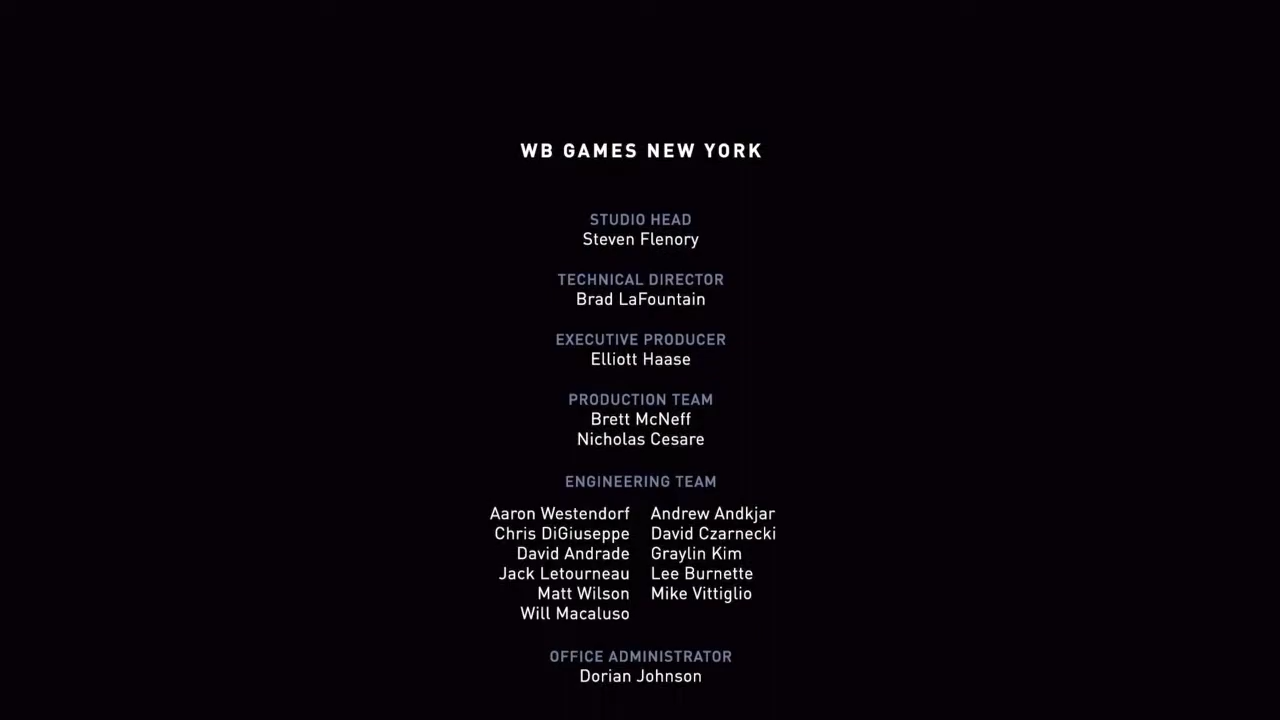 WB GAMES NEW YORK
STUDIO HEAD
Steven Flenory
TECHNICAL DIRECTOR
Brad LaFountain
EXECUTIVE PRODUCER
Elliott Haase
PRODUCTION TEAM
Brett McNeff
Nicholas Cesare
ENGINEERING TEAM
Aaron Westendorf Andrew Andkjar
Chris DiGiuseppe David Czarnecki
David Andrade Graylin Kim
Jack Letourneau Lee Burnette
Matt Wilson Mike Vittiglio
Will Macaluso
OFFICE ADMINISTRATOR
Dorian Johnson